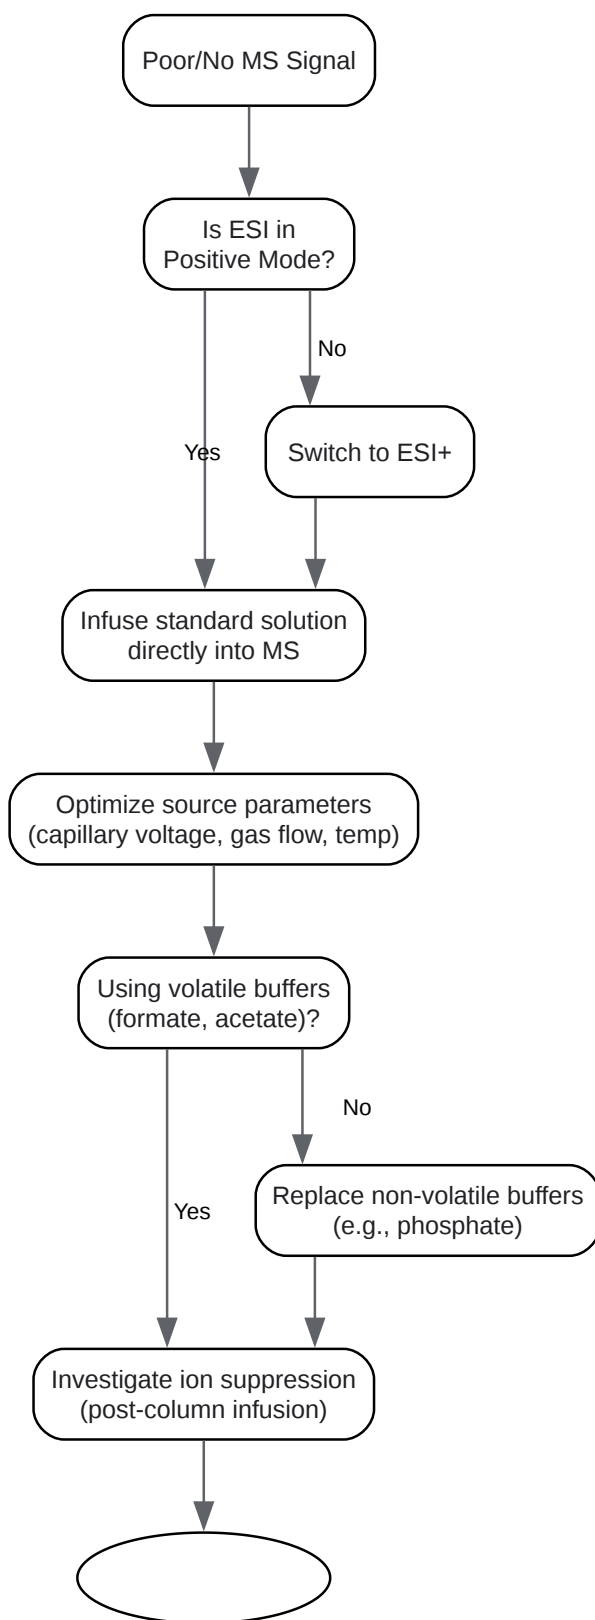 Poor/No MS Signal
Is ESI in
Positive Mode?
No
Yes
Switch to ESI+
Infuse standard solution
directly into MS
Optimize source parameters
(capillary voltage, gas flow, temp)
Using volatile buffers
(formate, acetate)?
No
Replace non-volatile buffers
(e.g., phosphate)
Yes
Investigate ion suppression
(post-column infusion)